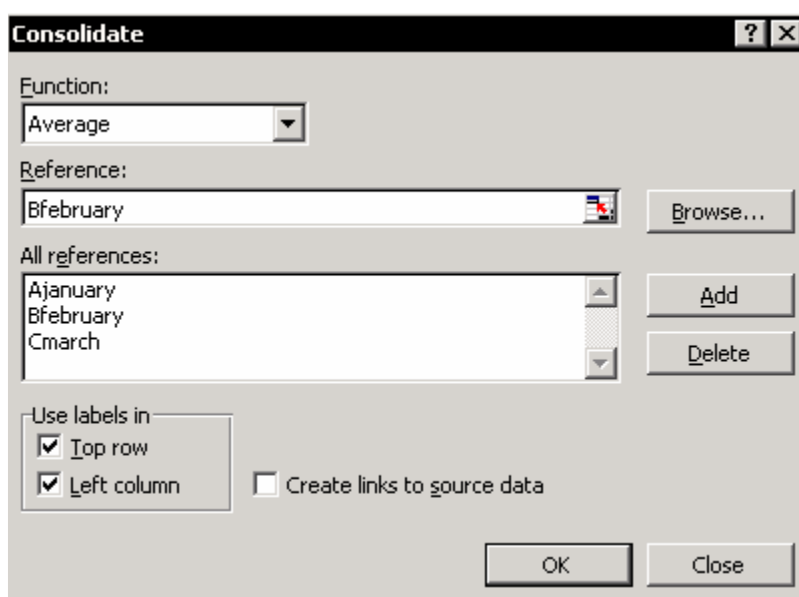 Consolidate
Function:
Average
Reference:
Bfebruary
Browse...
All references:
Ajanuary
Bfebruary
Cmarch
Add
Delete
Use labels in
Top row
Left column
Create links to source data
OK
Close